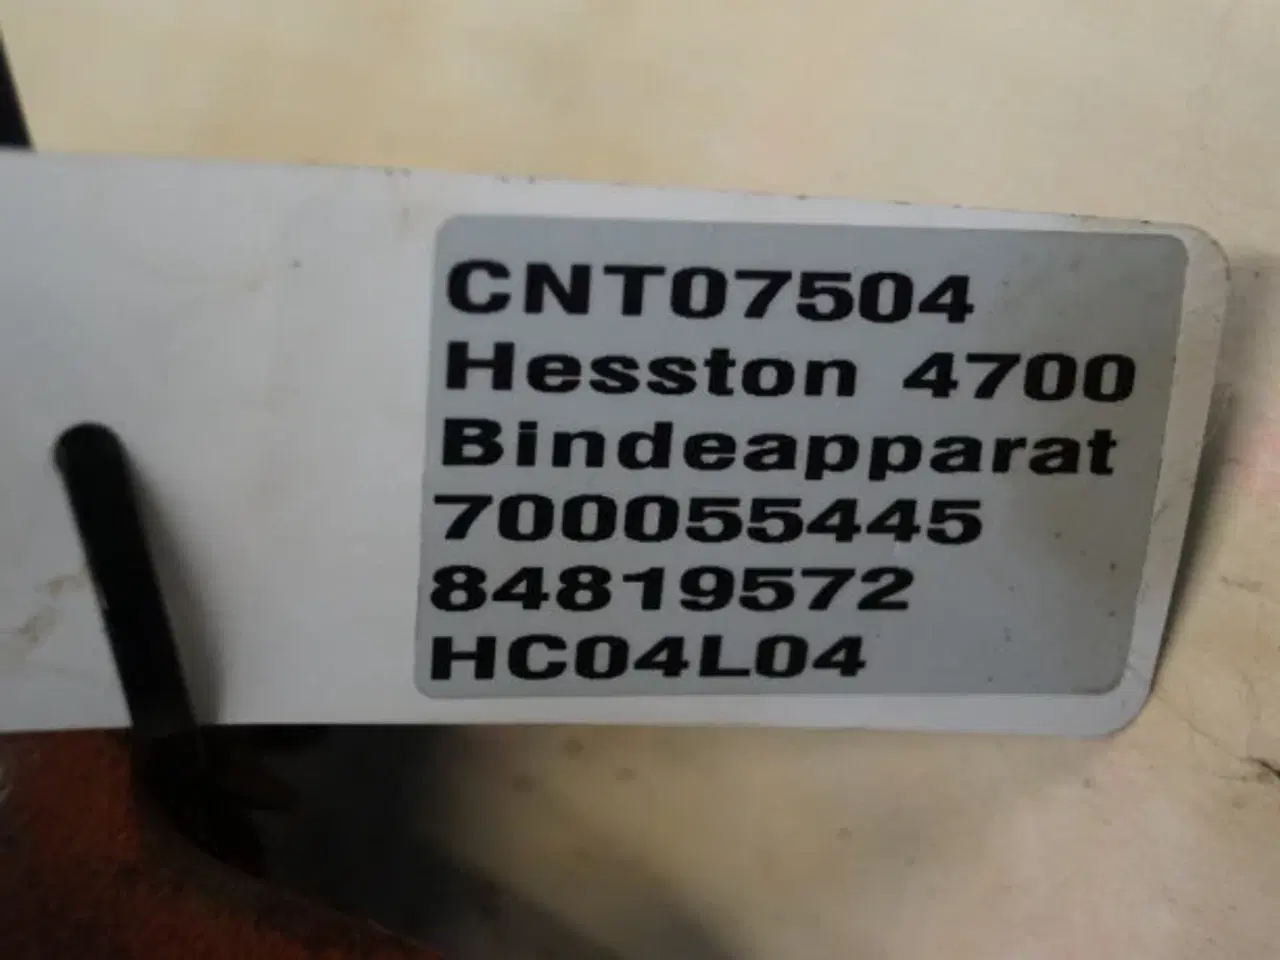 CNT07504
Hesston 4700
Bindeapparat
700055445
84819572
HC04L04